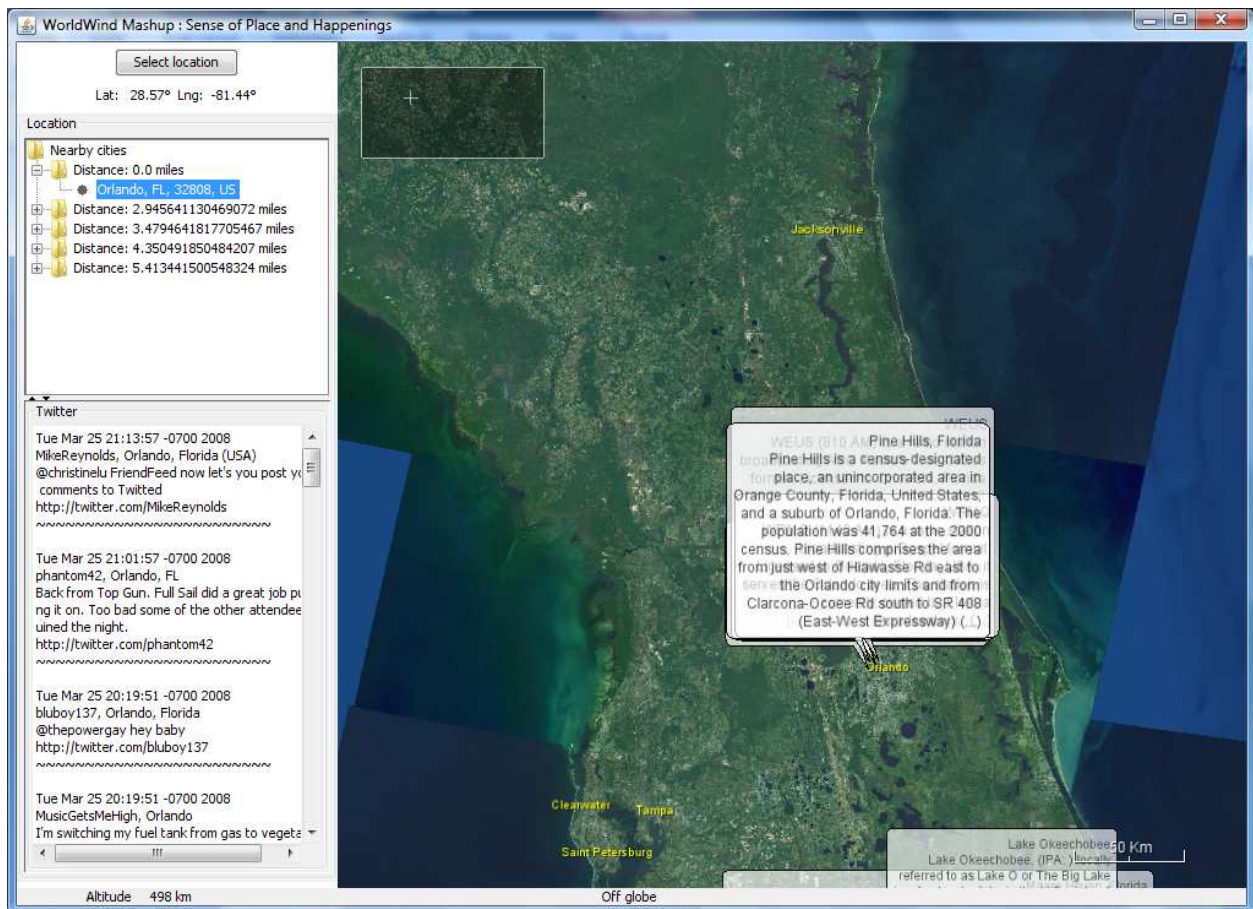 WorldWind Mashup : Sense of Place and Happenings
Select location
Lat: 28.57° Lng: -81.44°
Location
Nearby cities
Distance: 0.0 miles
Orlando, FL, 32808, US
Distance: 2.945641130469072 miles
Distance: 3.4794641817705467 miles
Distance: 4.350491850484207 miles
Distance: 5.413441500548324 miles
Twitter
Tue Mar 25 21:13:57 -0700 2008
MikeReynolds, Orlando, Florida (USA)
@christinelu FriendFeed now let's you post yo
comments to Twitted
http://twitter.com/MikeReynolds
~~~~~~~~~~~~~~~~~~~~~~~~
Tue Mar 25 21:01:57 -0700 2008
phantom42, Orlando, FL
Back from Top Gun. Full Sail did a great job pu
ng it on. Too bad some of the other attendee
uined the night.
http://twitter.com/phantom42
~~~~~~~~~~~~~~~~~~~~~~~~
Tue Mar 25 20:19:51 -0700 2008
bluboy137, Orlando, Florida
@thepowergay hey baby
http://twitter.com/bluboy137
~~~~~~~~~~~~~~~~~~~~~~~~
Tue Mar 25 20:19:51 -0700 2008
MusicGetsMeHigh, Orlando
I'm switching my fuel tank from gas to vegeta
Jacksonville
WEUS
WEUS (810 AM)
Pine Hills, Florida
Pine Hills is a census-designated
place, an unincorporated area in
Orange County, Florida, United States,
and a suburb of Orlando, Florida. The
population was 41,764 at the 2000
census. Pine Hills comprises the area
from just west of Hiawasse Rd east to
the Orlando city limits and from
Clarcona-Ocoee Rd south to SR 408
(East-West Expressway) (...)
Orlando
Clearwater
Tampa
Saint Petersburg
Lake Okeechobee
Lake Okeechobee, (IPA: ) locally
referred to as Lake O or The Big Lake
50 Km
Altitude 498 km
Off globe